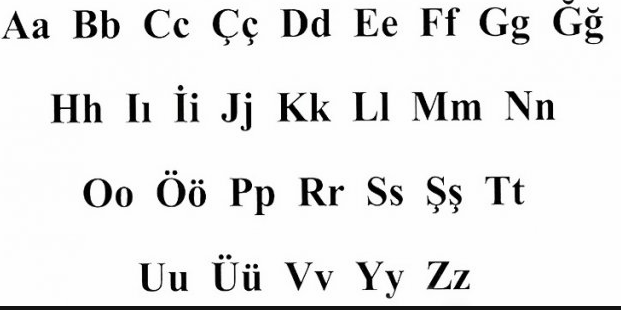 Aa Bb Cc Çç Dd Ee Ff Gg Ğğ
Hh Iı İi Jj Kk Ll Mm Nn
Oo Öö Pp Rr Ss Şş Tt
Uu Üü Vv Yy Zz